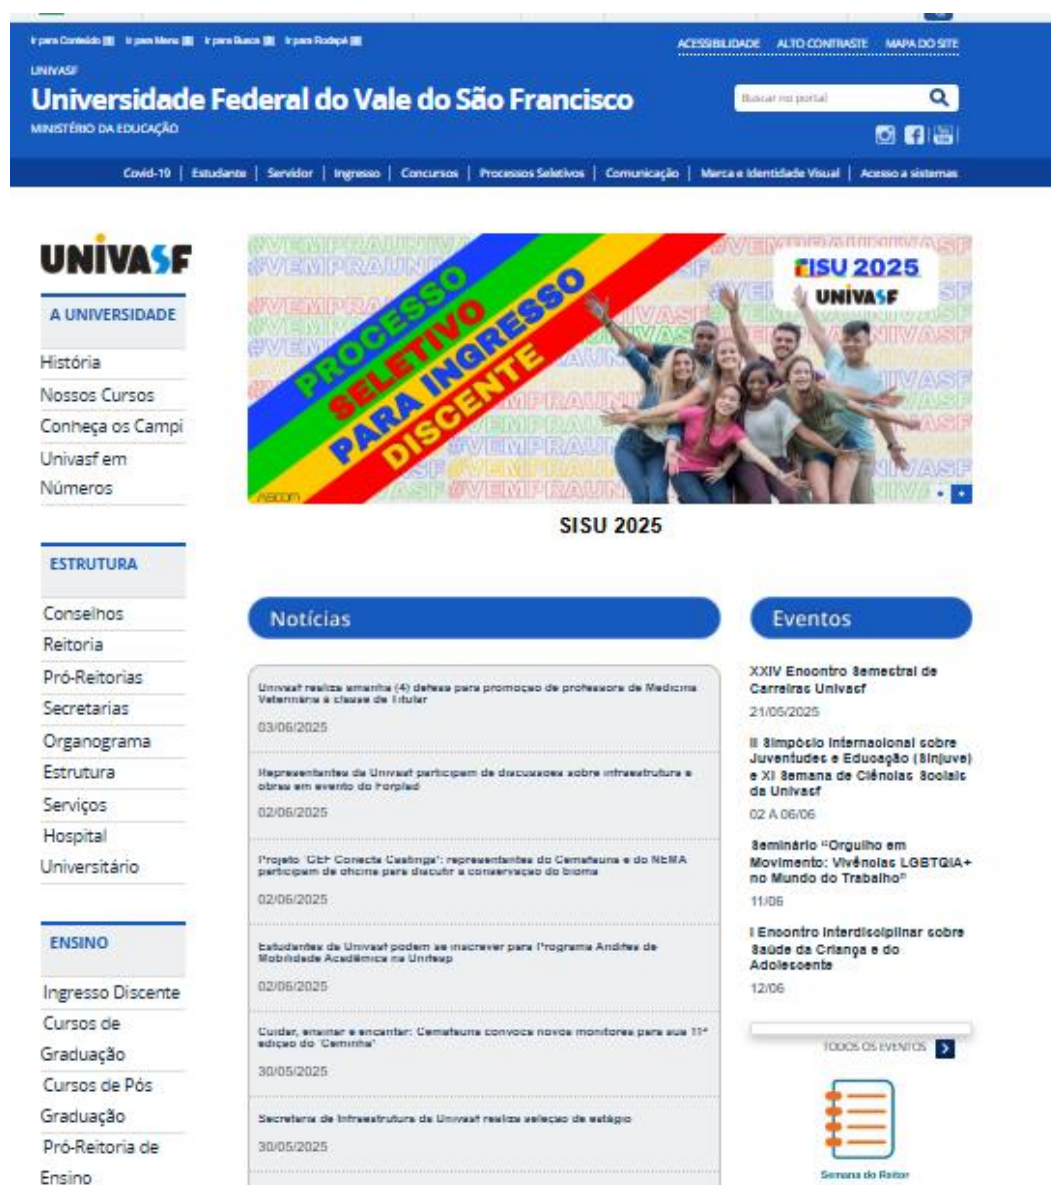 Ir para Conteúdo 1 Ir para Menu 2 Ir para Busca 3 Ir para Rodapé 4
ACESSIBILIDADE ALTO CONTRASTE MAPA DO SITE
UNIVASF
Universidade Federal do Vale do São Francisco
MINISTÉRIO DA EDUCAÇÃO
Buscar no portal
Covid-19 | Estudante | Servidor | Ingresso | Concursos | Processos Seletivos | Comunicação | Marca e Identidade Visual | Acesso a sistemas
UNIVASF
A UNIVERSIDADE
História
Nossos Cursos
Conheça os Campi
Univasf em
Números
PROCESSO
SELETIVO
PARA INGRESSO
DISCENTE
#VEMPRAUNIVASF
SISU 2025
UNIVASF
Ascom
SISU 2025
ESTRUTURA
Conselhos
Reitoria
Pró-Reitorias
Secretarias
Organograma
Estrutura
Serviços
Hospital
Universitário
ENSINO
Ingresso Discente
Cursos de
Graduação
Cursos de Pós
Graduação
Pró-Reitoria de
Ensino
Notícias
Univasf realiza amanhã (4) defesa para promoção de professora de Medicina
Veterinária à classe de Titular
03/06/2025
Representantes da Univasf participam de discussões sobre infraestrutura e
obras em evento do Forplad
02/06/2025
Projeto 'GEF Conecta Caatinga': representantes do Cemafauna e do NEMA
participam de oficina para discutir a conservação do bioma
02/06/2025
Estudantes da Univasf podem se inscrever para Programa Andifes de
Mobilidade Acadêmica na Unifesp
02/06/2025
Cuidar, ensinar e encantar: Cemafauna convoca novos monitores para sua 11ª
edição do 'Caminha'
30/05/2025
Secretaria de Infraestrutura da Univasf realiza seleção de estágio
30/05/2025
Eventos
XXIV Encontro Semestral de
Carreiras Univasf
21/05/2025
II Simpósio Internacional sobre
Juventudes e Educação (Sinjuve)
e XI Semana de Ciências Sociais
da Univasf
02 A 06/06
Seminário "Orgulho em
Movimento: Vivências LGBTQIA+
no Mundo do Trabalho"
11/06
I Encontro Interdisciplinar sobre
Saúde da Criança e do
Adolescente
12/06
TODOS OS EVENTOS
Semana do Reitor